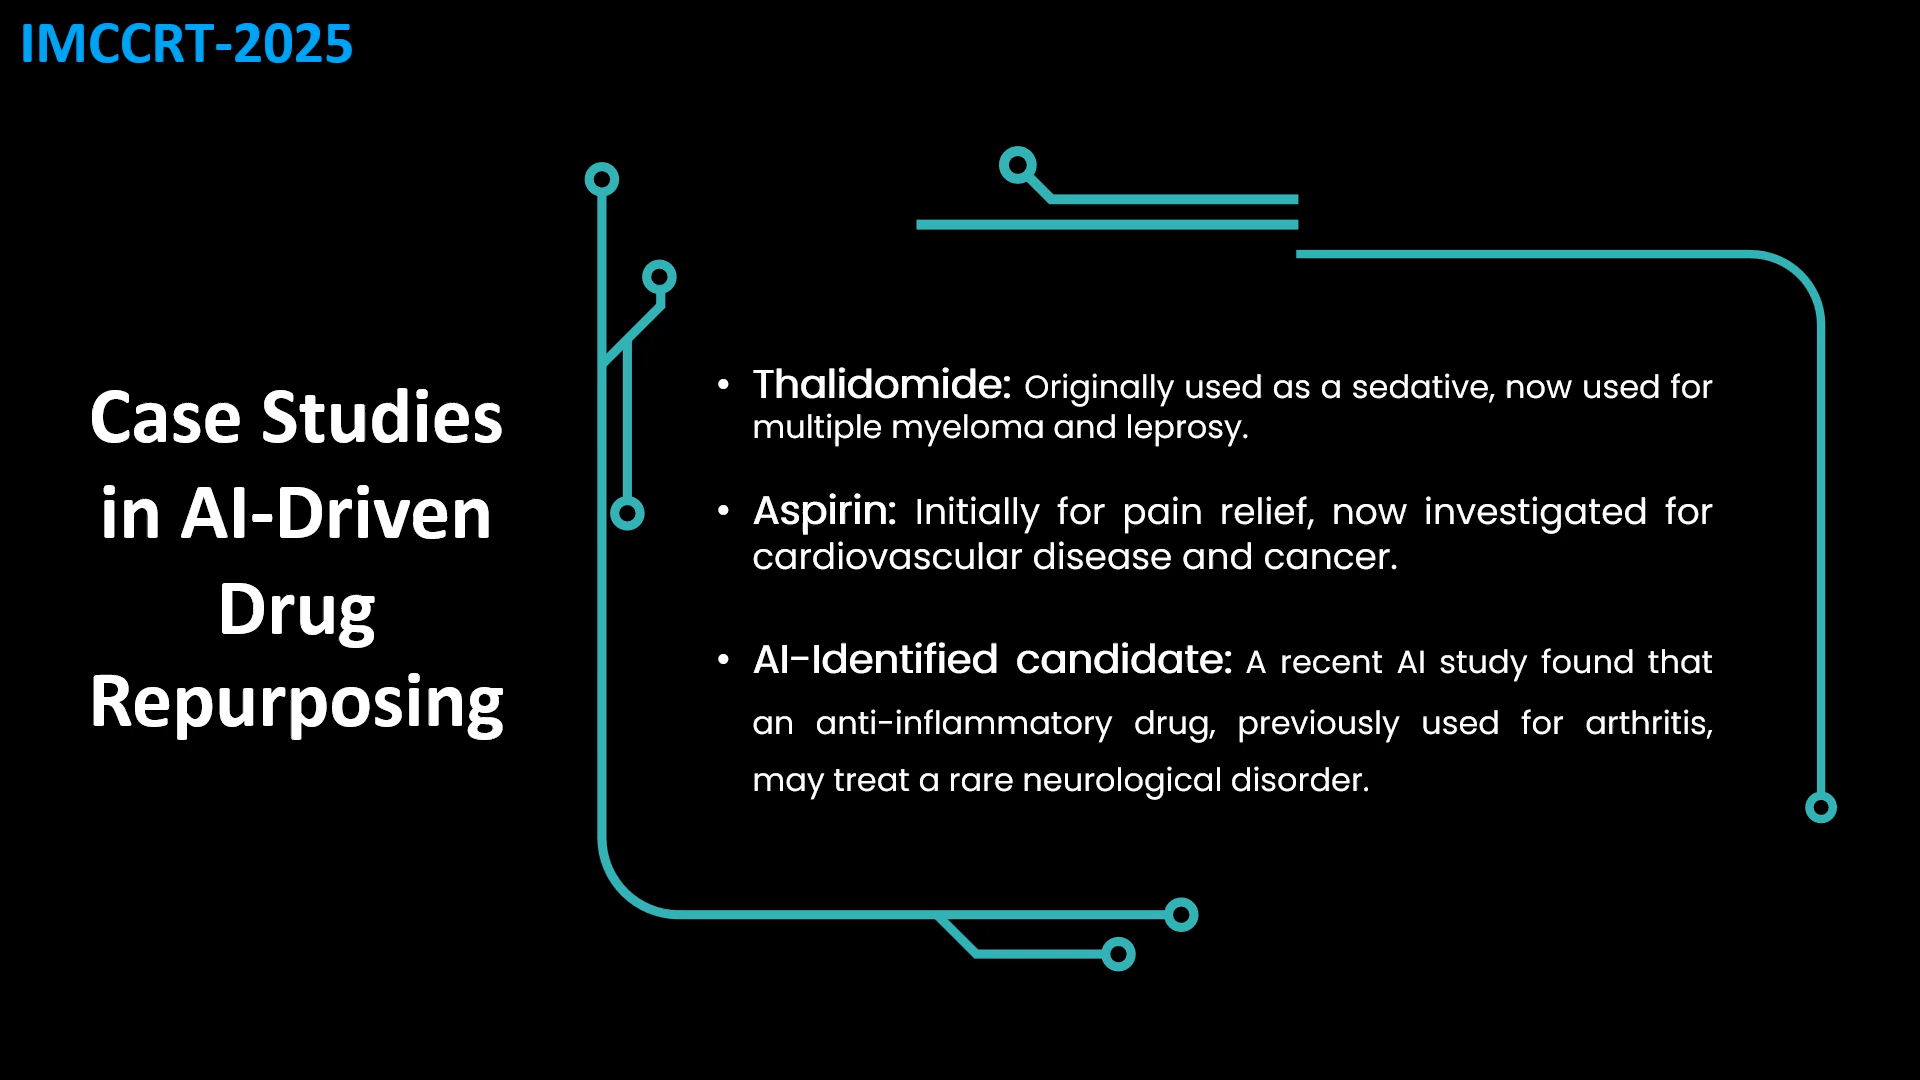 IMCCRT-2025
Case Studies
in AI-Driven
Drug
Repurposing
• Thalidomide: Originally used as a sedative, now used for
multiple myeloma and leprosy.
• Aspirin: Initially for pain relief, now investigated for
cardiovascular disease and cancer.
• AI-Identified candidate: A recent AI study found that
an anti-inflammatory drug, previously used for arthritis,
may treat a rare neurological disorder.